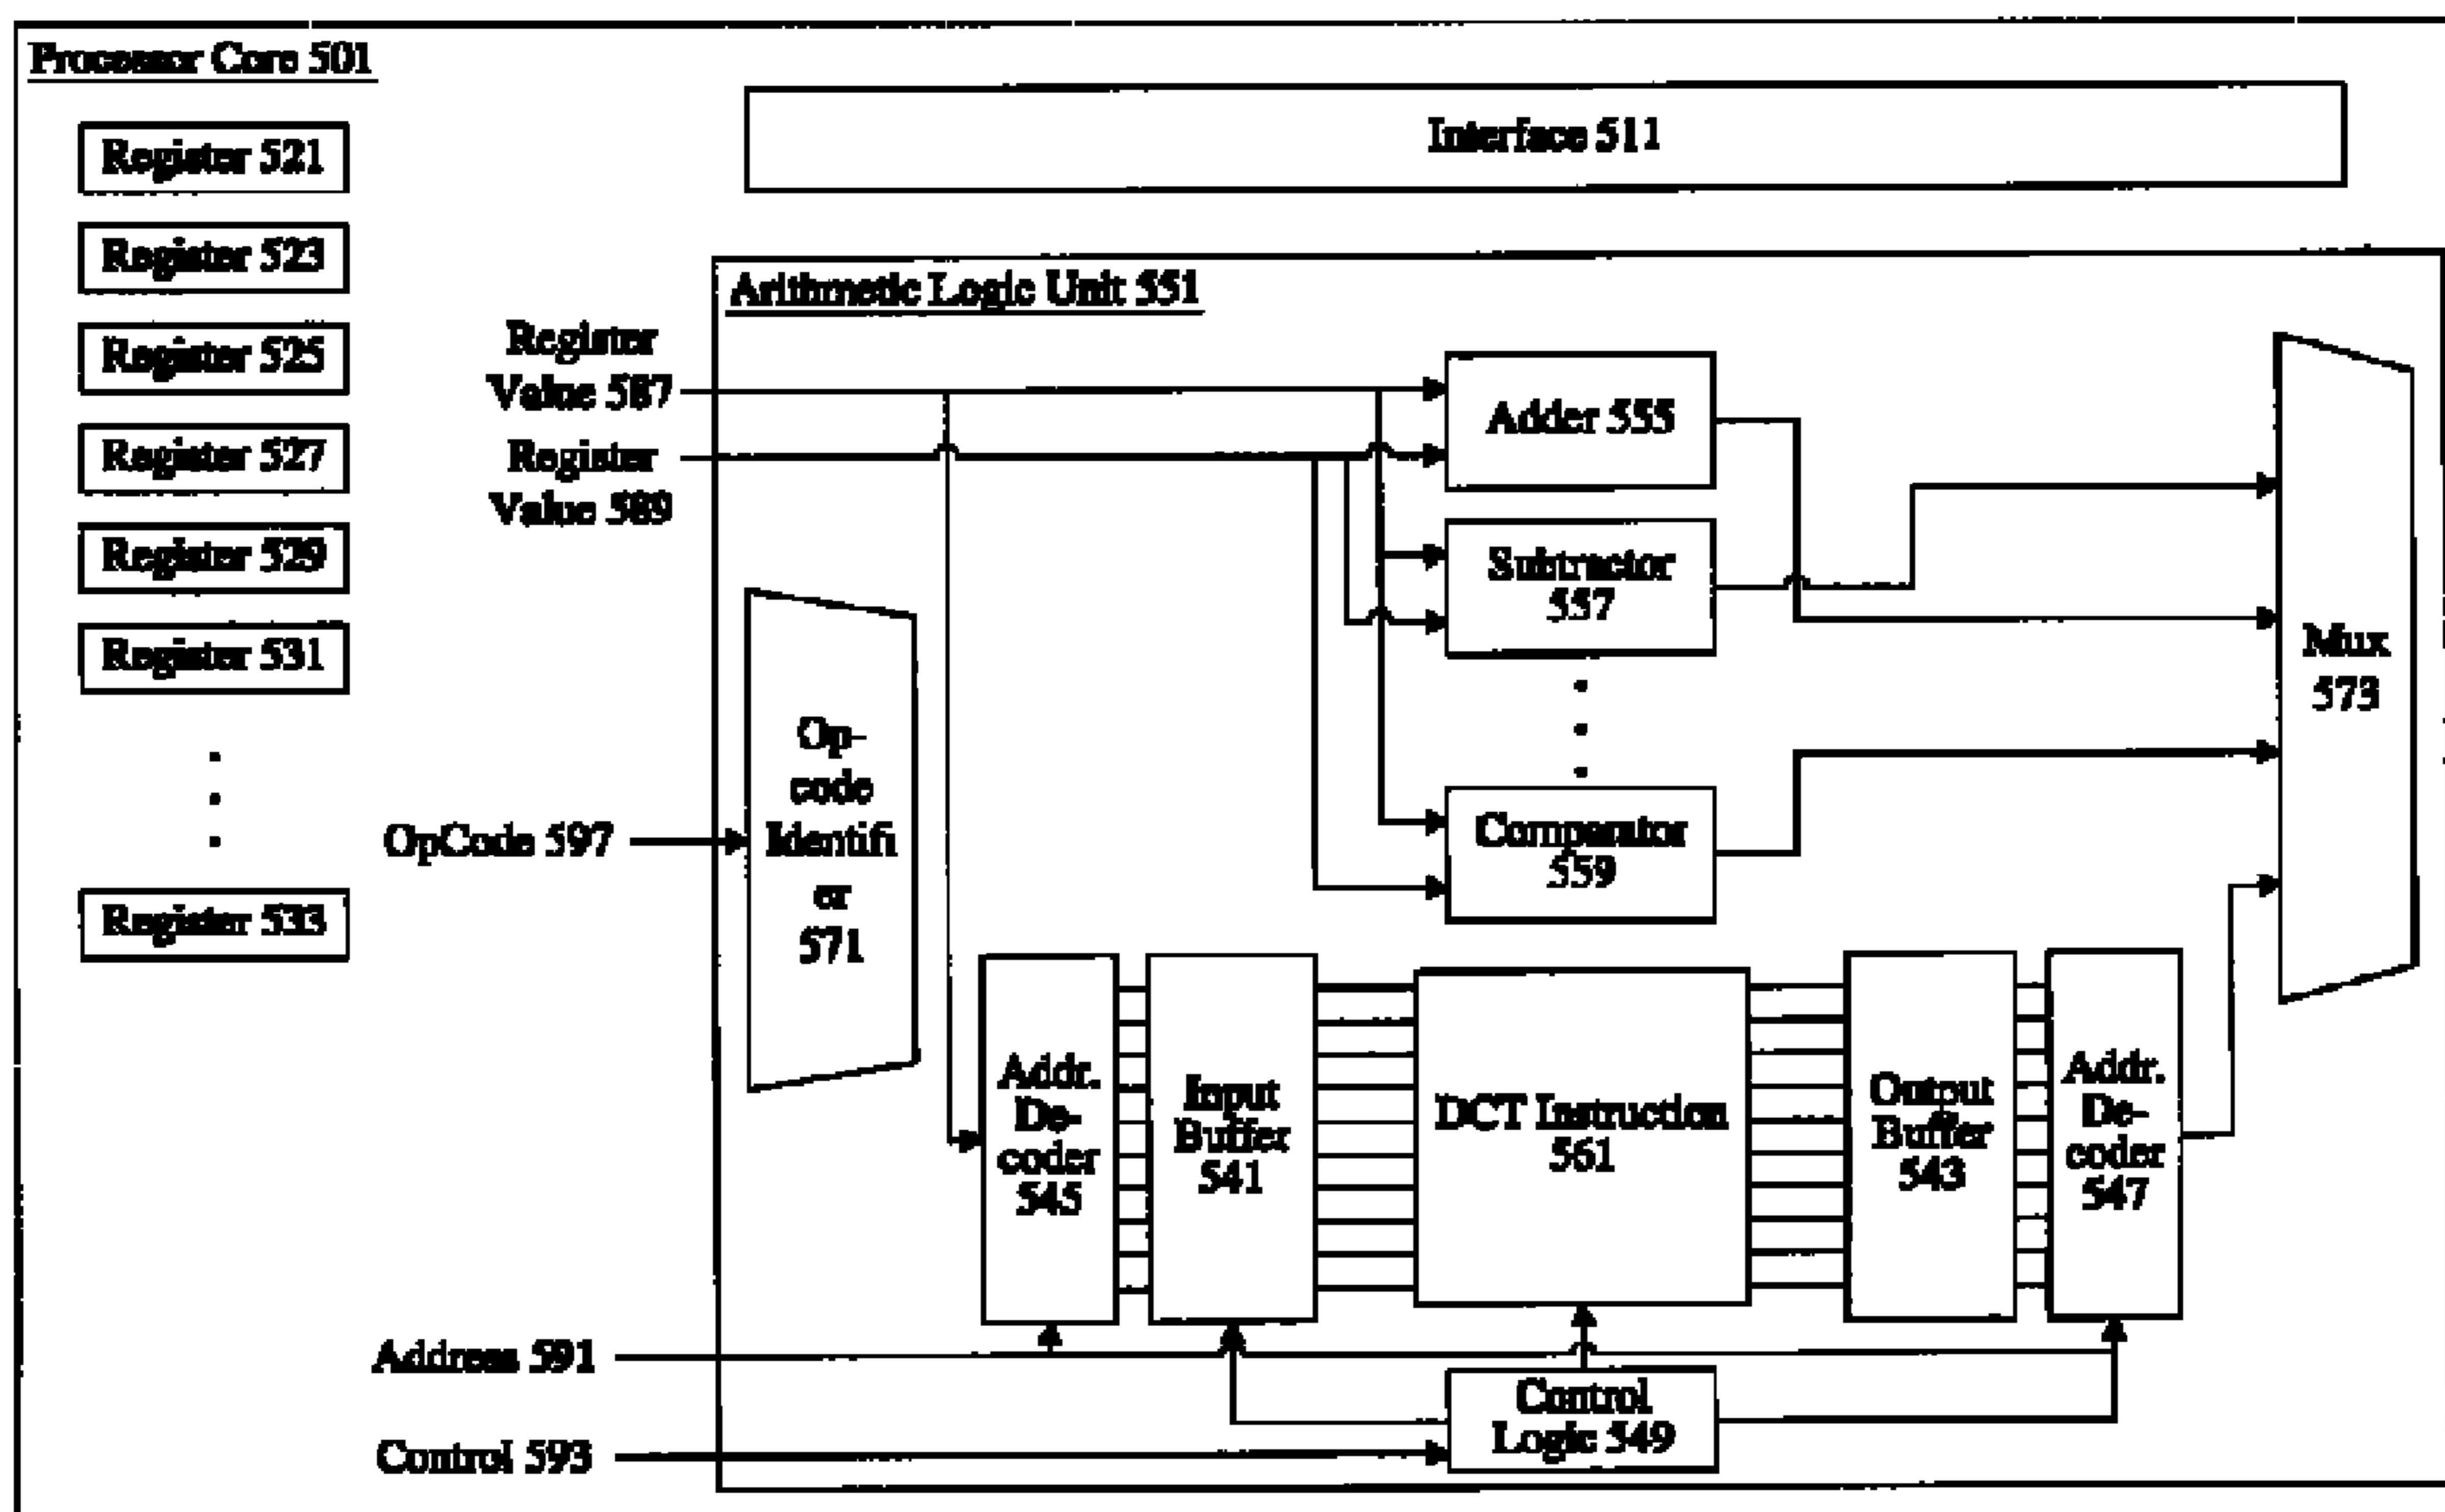 Processor Core 501
Interface 511
Register 521
Register 523
Register 525
Register 527
Register 529
Register 531
Register 533
Arithmetic Logic Unit 551
Register
Value 587
Register
Value 589
OpCode 597
Op-
code
Identifi
er
571
Adder 555
Subtractor
557
Comparator
559
Mux
573
Addr.
De-
coder
545
Input
Buffer
541
DCT Instruction
561
Output
Buffer
543
Addr.
De-
coder
547
Address 591
Control 593
Control
Logic 549